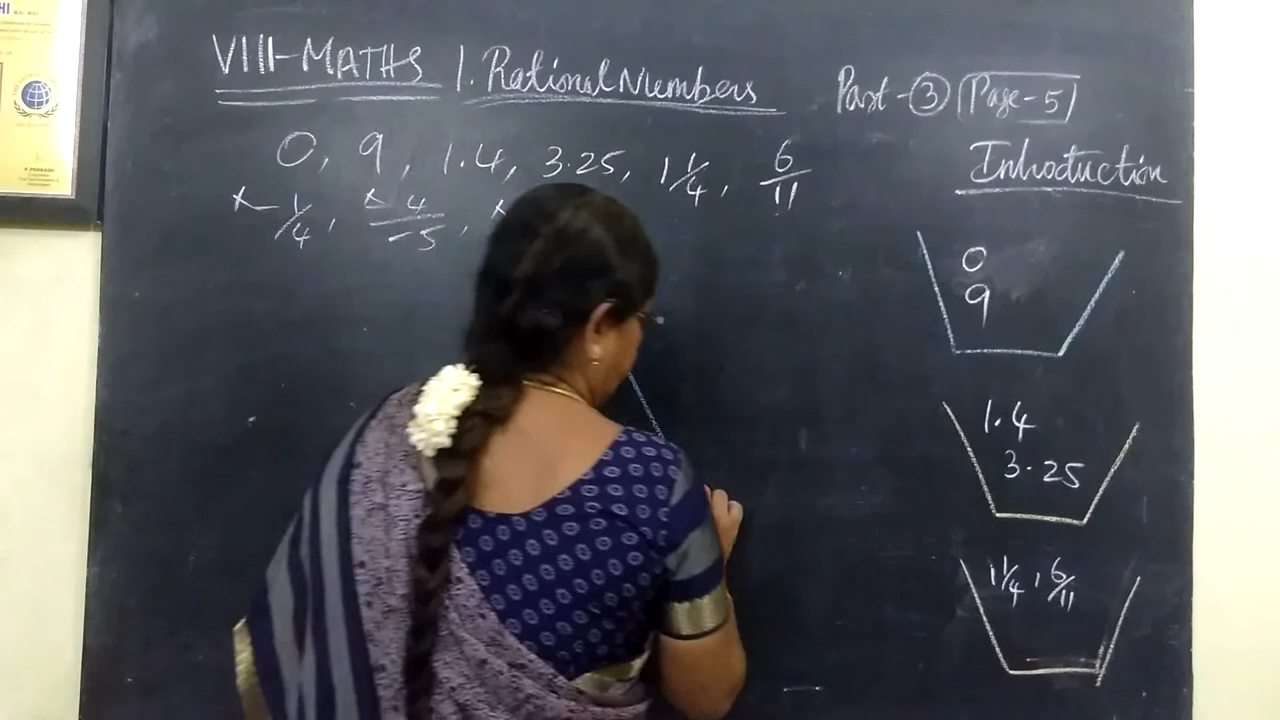 VIII-MATHS 1. Rational Numbers
Part - 3 Page-5
Introduction
0, 9, 1.4, 3.25, 1 1/4, 6/11
× -1/4, × 4/-5, ×
0
9
1.4
3.25
1 1/4, 6/11